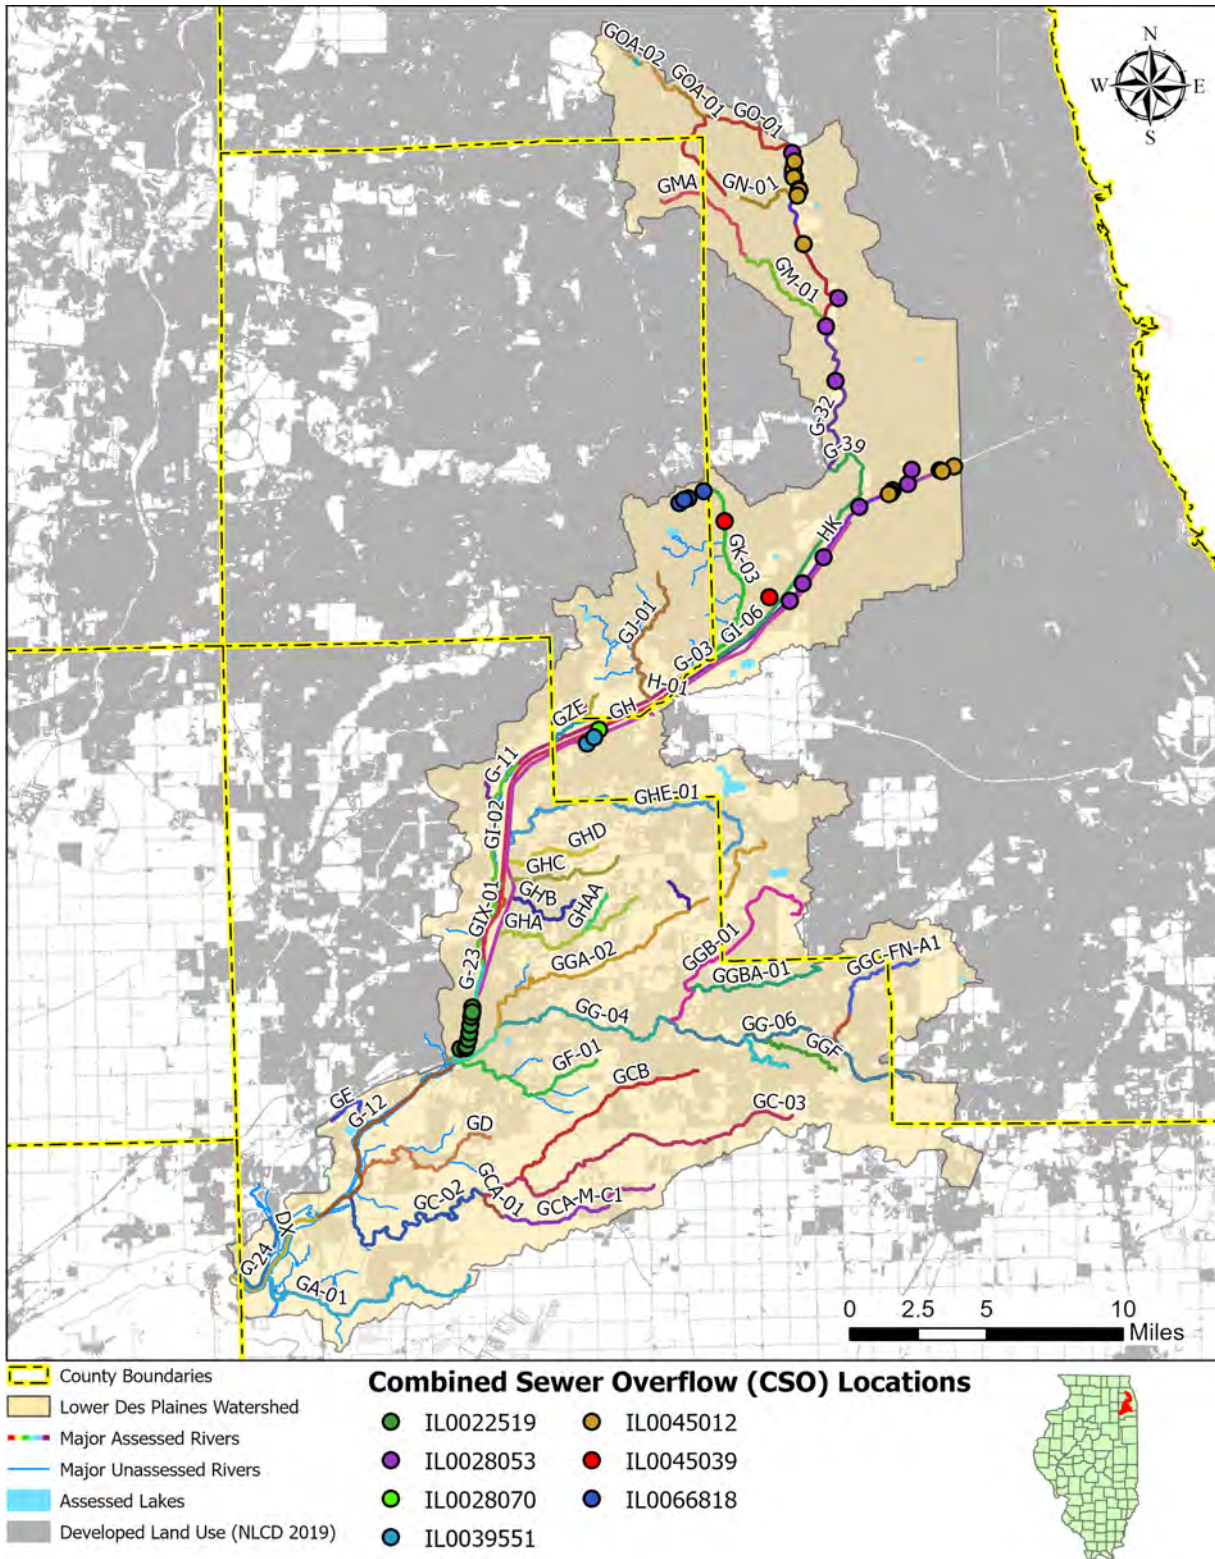 N
W
E
S
GOA-02
GOA-01
GO-01
GN-01
GMA
GM-01
G-32
G-39
HK
GK-03
GI-06
GJ-01
G-03
H-01
GZE
GH
G-11
GI-02
GHE-01
GHD
GHC
GHB
GHAA
GHA
GIX-01
GGA-02
GGB-01
GGC-FN-A1
GGBA-01
G-23
GG-04
GG-06
GGF
GF-01
GCB
GC-03
GE
G-12
GD
GC-02
GCA-01
GCA-M-C1
DX
G-24
GA-01
0 2.5 5 10
Miles
County Boundaries
Lower Des Plaines Watershed
Major Assessed Rivers
Major Unassessed Rivers
Assessed Lakes
Developed Land Use (NLCD 2019)
Combined Sewer Overflow (CSO) Locations
IL0022519
IL0028053
IL0028070
IL0039551
IL0045012
IL0045039
IL0066818